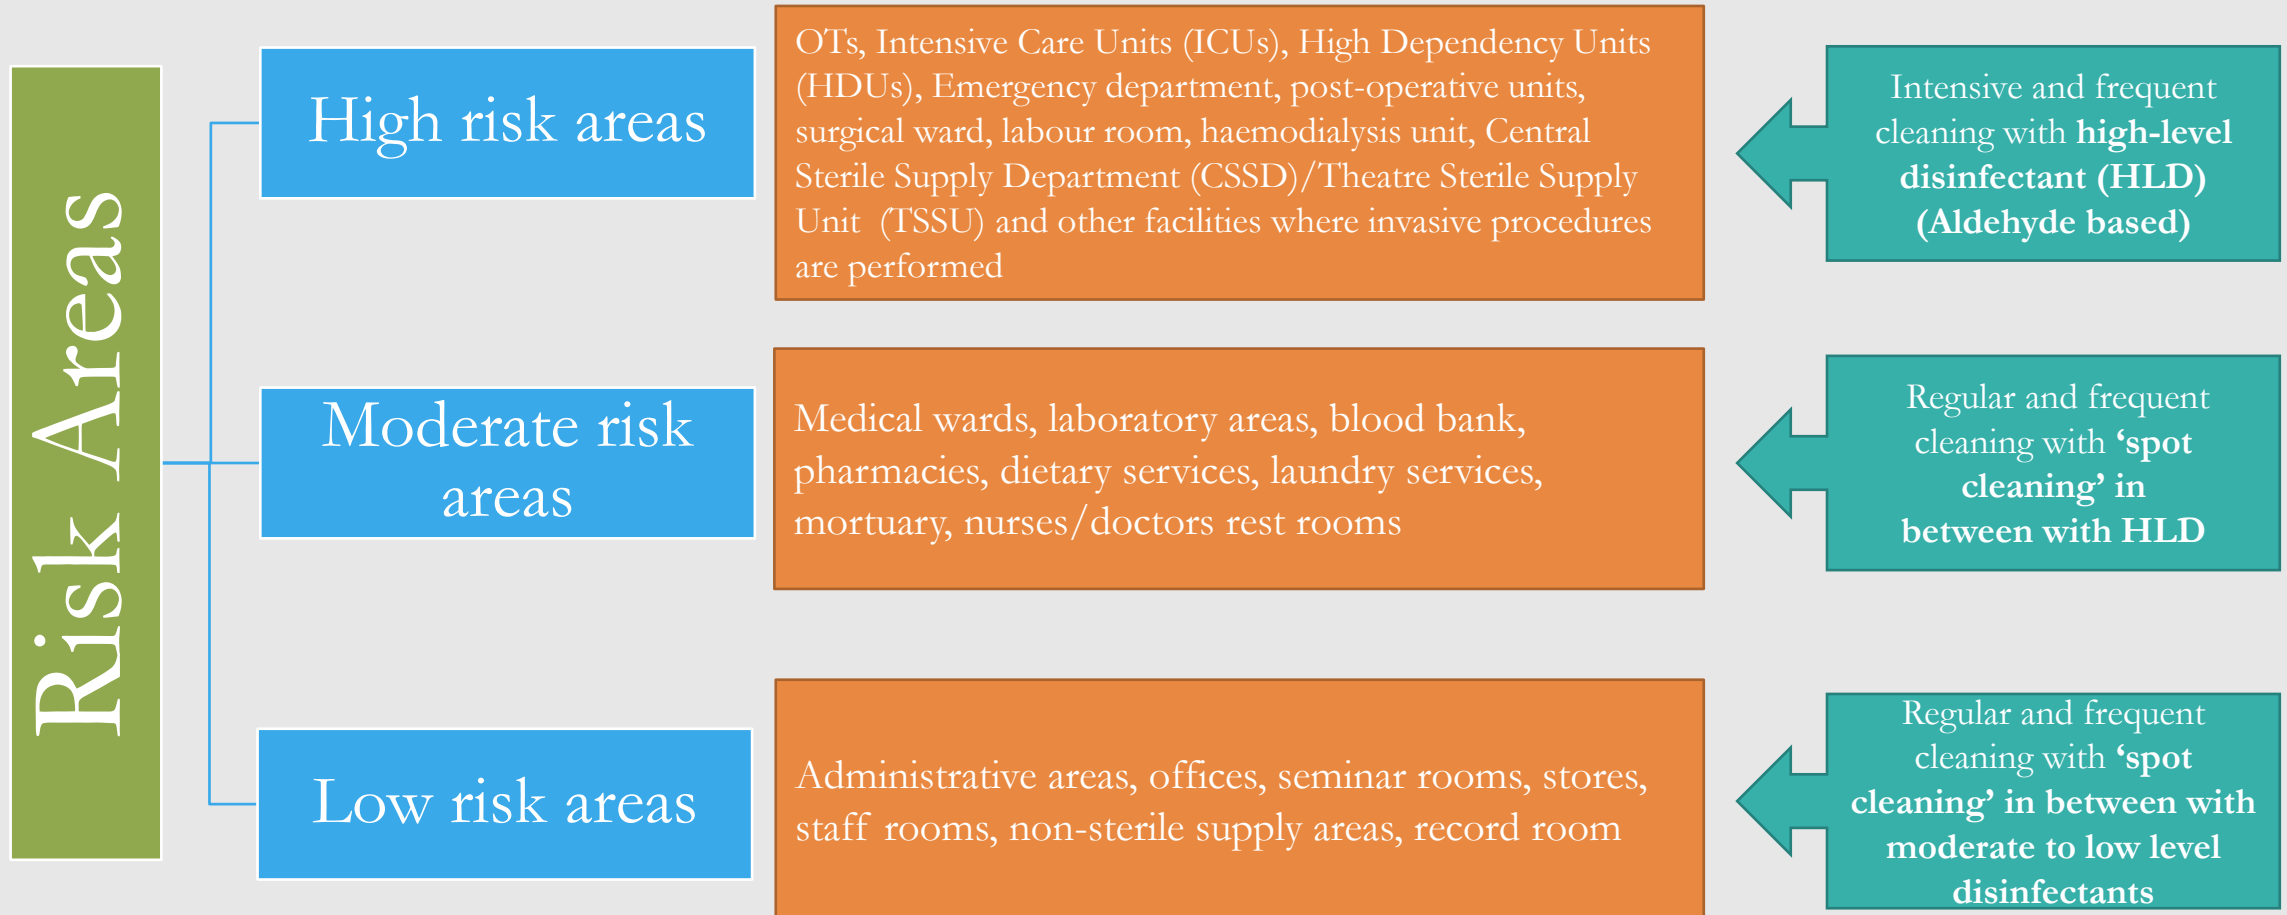 Risk Areas
High risk areas
OTs, Intensive Care Units (ICUs), High Dependency Units
(HDUs), Emergency department, post-operative units,
surgical ward, labour room, haemodialysis unit, Central
Sterile Supply Department (CSSD)/Theatre Sterile Supply
Unit (TSSU) and other facilities where invasive procedures
are performed
Intensive and frequent
cleaning with high-level
disinfectant (HLD)
(Aldehyde based)
Moderate risk
areas
Medical wards, laboratory areas, blood bank,
pharmacies, dietary services, laundry services,
mortuary, nurses/doctors rest rooms
Regular and frequent
cleaning with ‘spot
cleaning’ in
between with HLD
Low risk areas
Administrative areas, offices, seminar rooms, stores,
staff rooms, non-sterile supply areas, record room
Regular and frequent
cleaning with ‘spot
cleaning’ in between with
moderate to low level
disinfectants